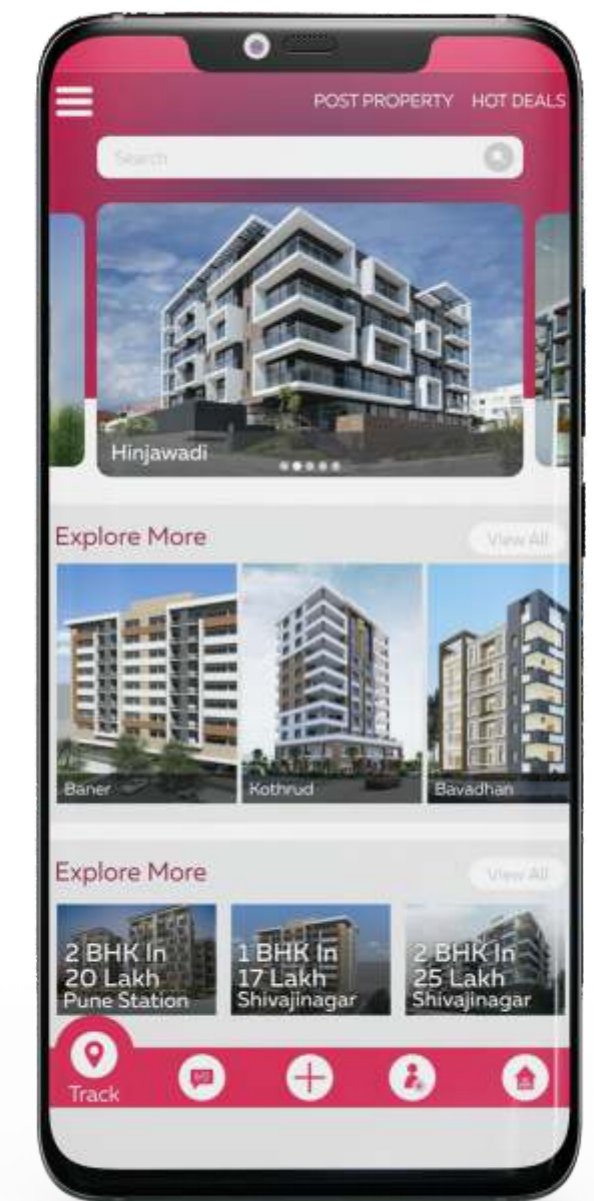 POST PROPERTY HOT DEALS
Search
Hinjawadi
Explore More View All
Baner
Kothrud
Bavadhan
Explore More View All
2 BHK In
20 Lakh
Pune Station
1 BHK In
17 Lakh
Shivajinagar
2 BHK In
25 Lakh
Shivajinagar
Track